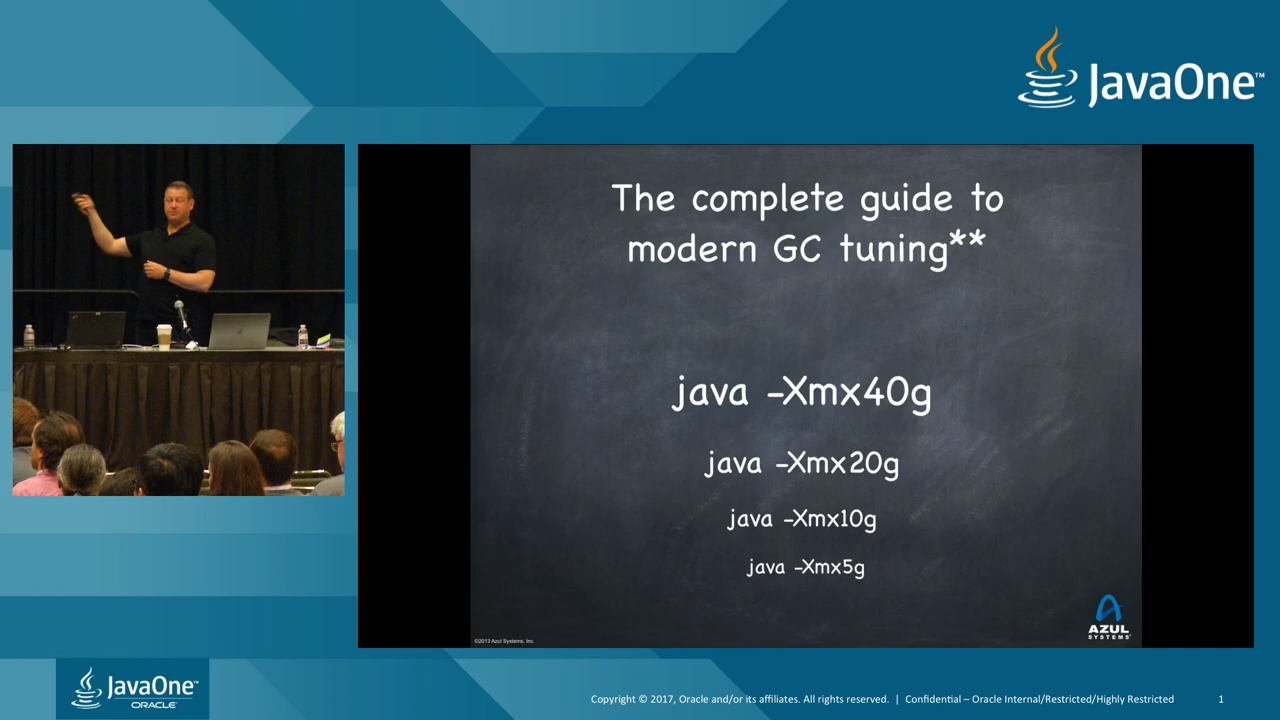 JavaOne™
The complete guide to
modern GC tuning**
java -Xmx40g
java -Xmx20g
java -Xmx10g
java -Xmx5g
©2013 Azul Systems, Inc.
AZUL
SYSTEMS
JavaOne™
ORACLE
Copyright © 2017, Oracle and/or its affiliates. All rights reserved. | Confidential – Oracle Internal/Restricted/Highly Restricted 1